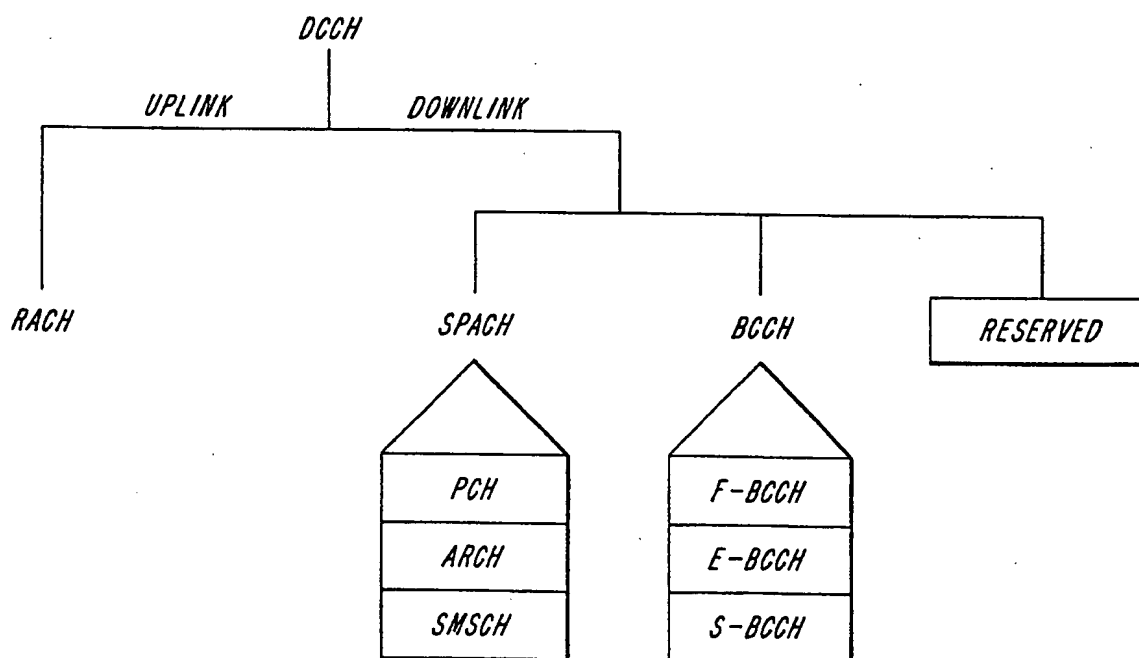 DCCH
UPLINK DOWNLINK
RACH SPACH BCCH RESERVED
PCH F-BCCH
ARCH E-BCCH
SMSCH S-BCCH